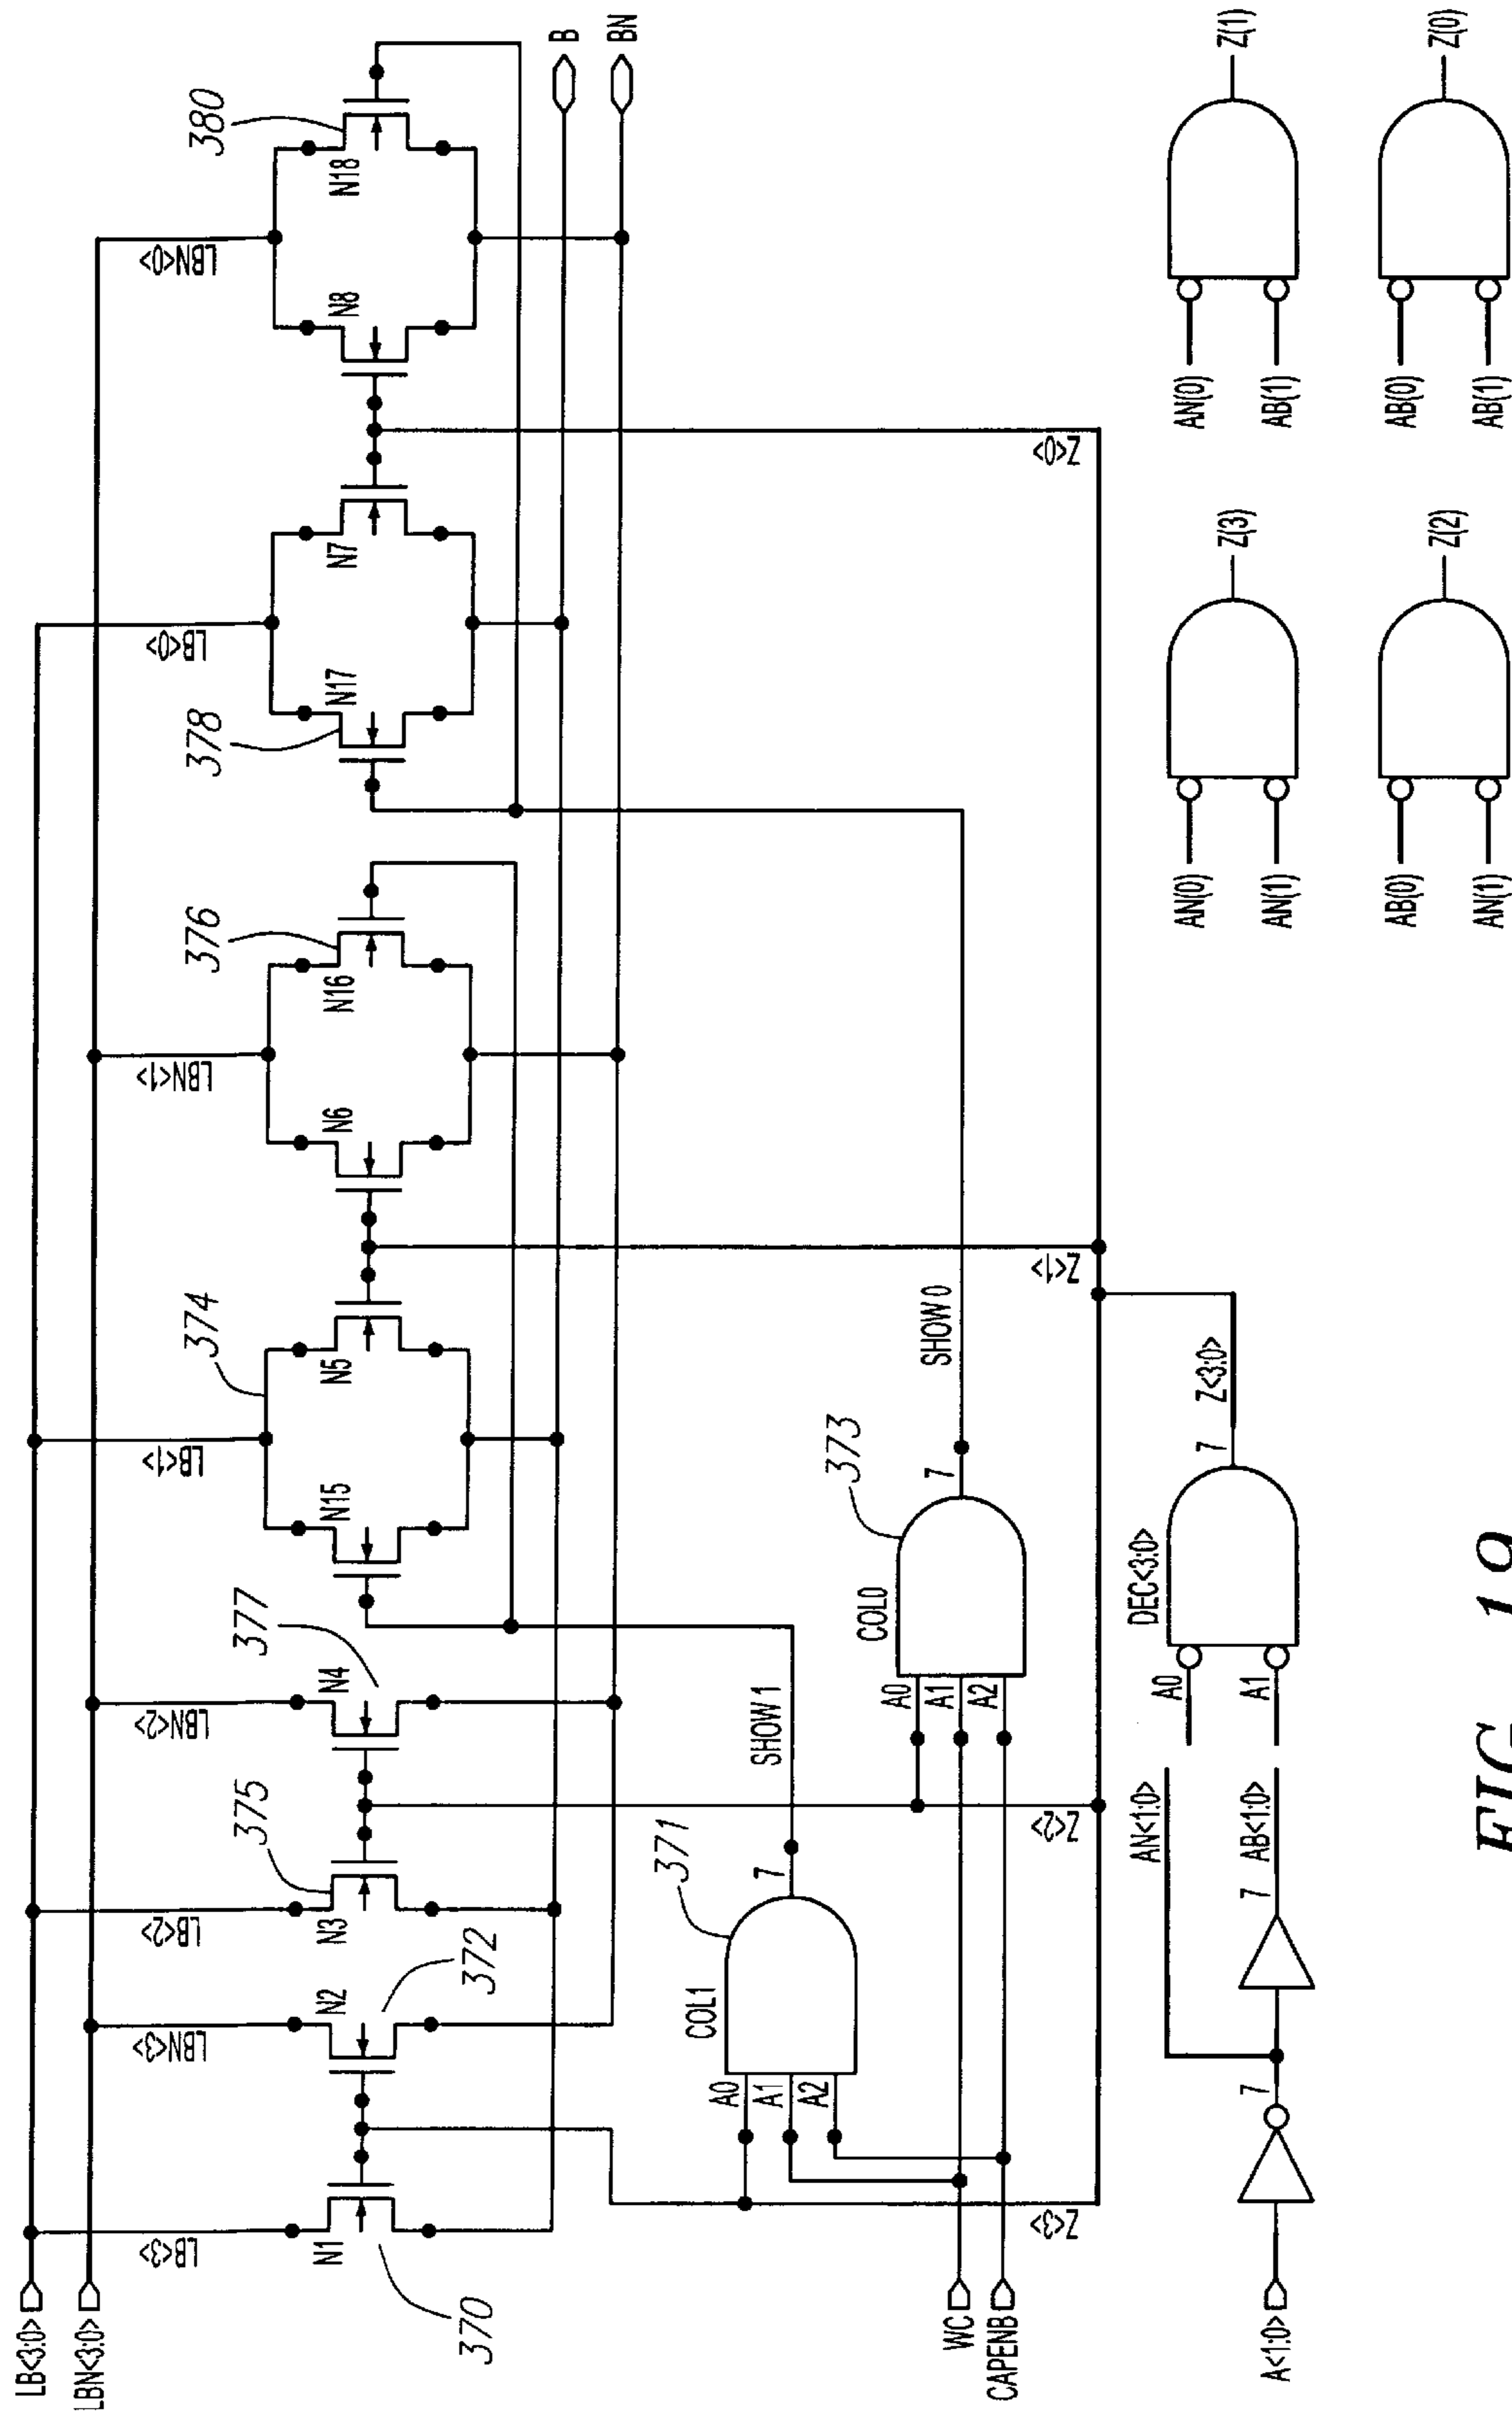 LB<3:0>
LBN<3:0>
LB<3>
LBN<3>
LB<2>
LBN<2>
LB<1>
LBN<1>
LB<0>
LBN<0>
N1
370
N2
372
N3
375
N4
377
N15
N5
374
N6
N16
376
N17
378
N7
N8
N18
380
B
BN
COL1
371
A0
A1
A2
7
SHOW 1
COL0
373
A0
A1
A2
7
SHOW 0
WC
CAPENB
Z<3>
Z<2>
Z<1>
Z<0>
A<1:0>
7
AN<1:0>
7
AB<1:0>
DEC<3:0>
A0
A1
7
Z<3:0>
AN(0)
AN(1)
Z(3)
AB(0)
AN(1)
Z(2)
AN(0)
AB(1)
Z(1)
AB(0)
AB(1)
Z(0)
FIG. 19